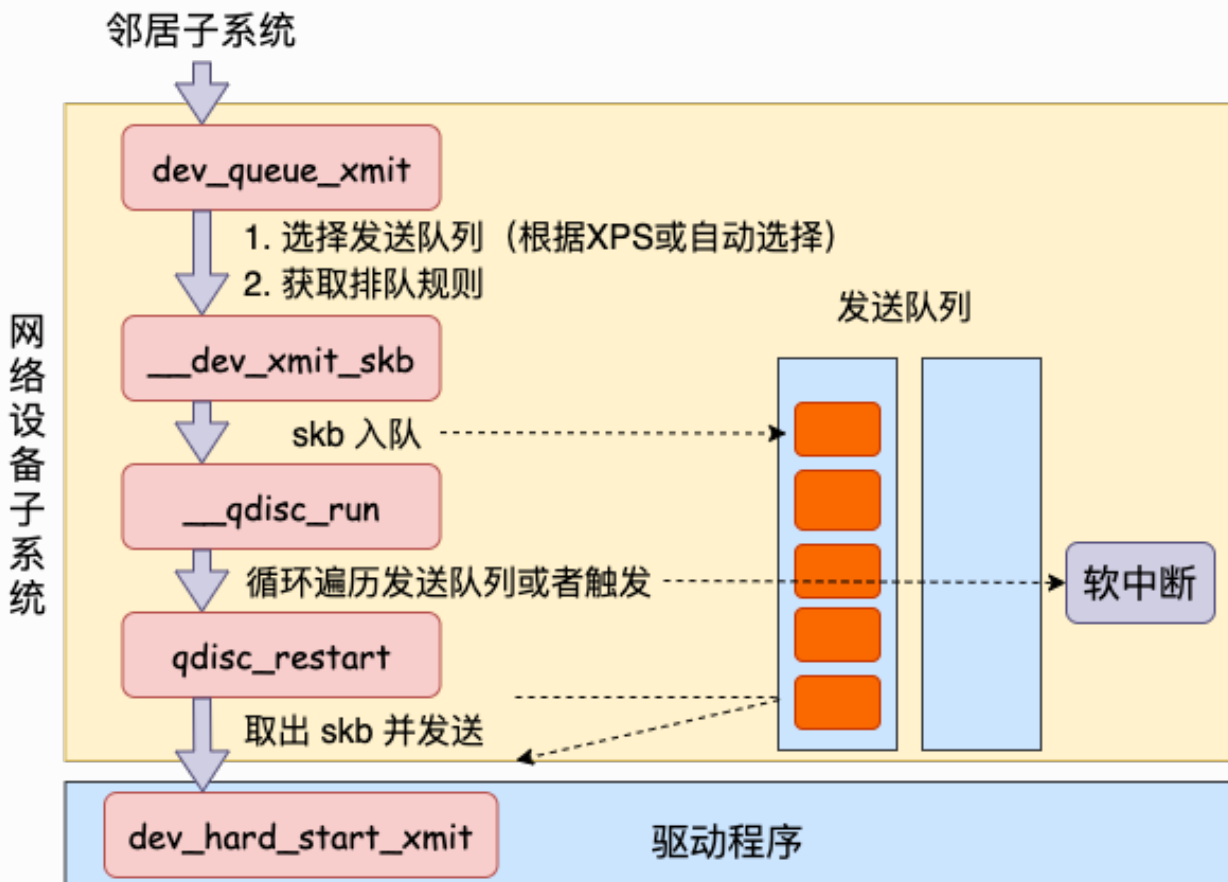 邻居子系统
dev_queue_xmit
1. 选择发送队列（根据XPS或自动选择）
2. 获取排队规则
发送队列
网络设备子系统
__dev_xmit_skb
skb 入队
__qdisc_run
循环遍历发送队列或者触发
软中断
qdisc_restart
取出 skb 并发送
dev_hard_start_xmit
驱动程序